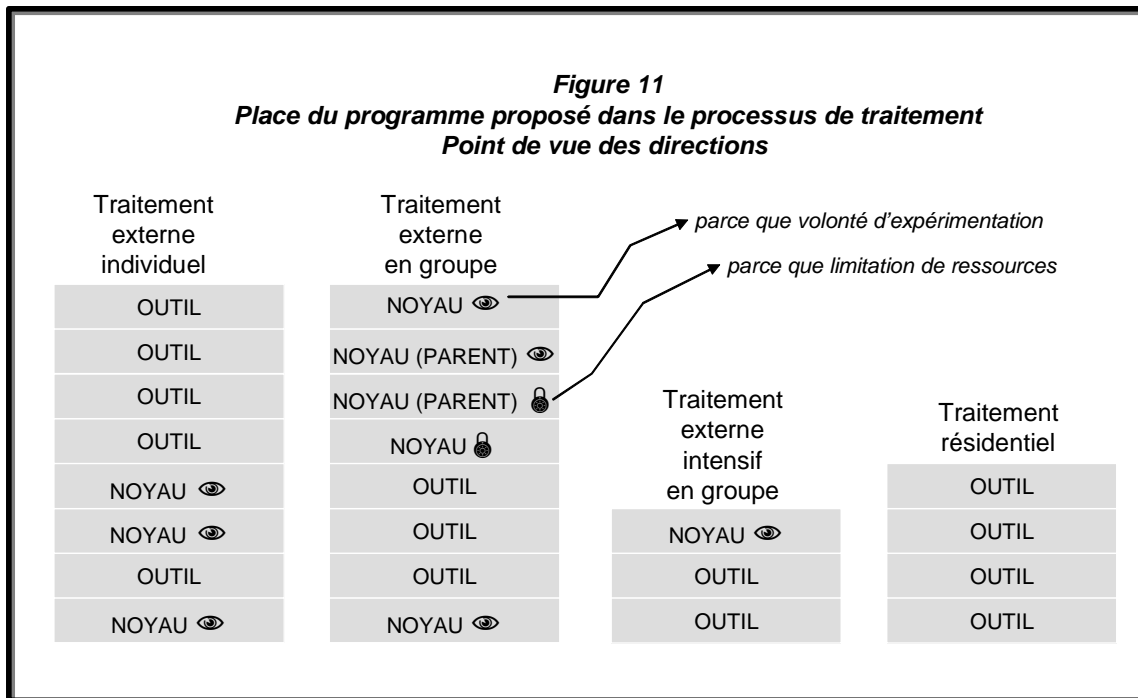 Figure 11
Place du programme proposé dans le processus de traitement
Point de vue des directions
Traitement
externe
individuel
OUTIL
OUTIL
OUTIL
OUTIL
NOYAU
NOYAU
OUTIL
NOYAU
Traitement
externe
en groupe
NOYAU
NOYAU (PARENT)
NOYAU (PARENT)
NOYAU
OUTIL
OUTIL
OUTIL
NOYAU
parce que volonté d'expérimentation
parce que limitation de ressources
Traitement
externe
intensif
en groupe
NOYAU
OUTIL
OUTIL
Traitement
résidentiel
OUTIL
OUTIL
OUTIL
OUTIL